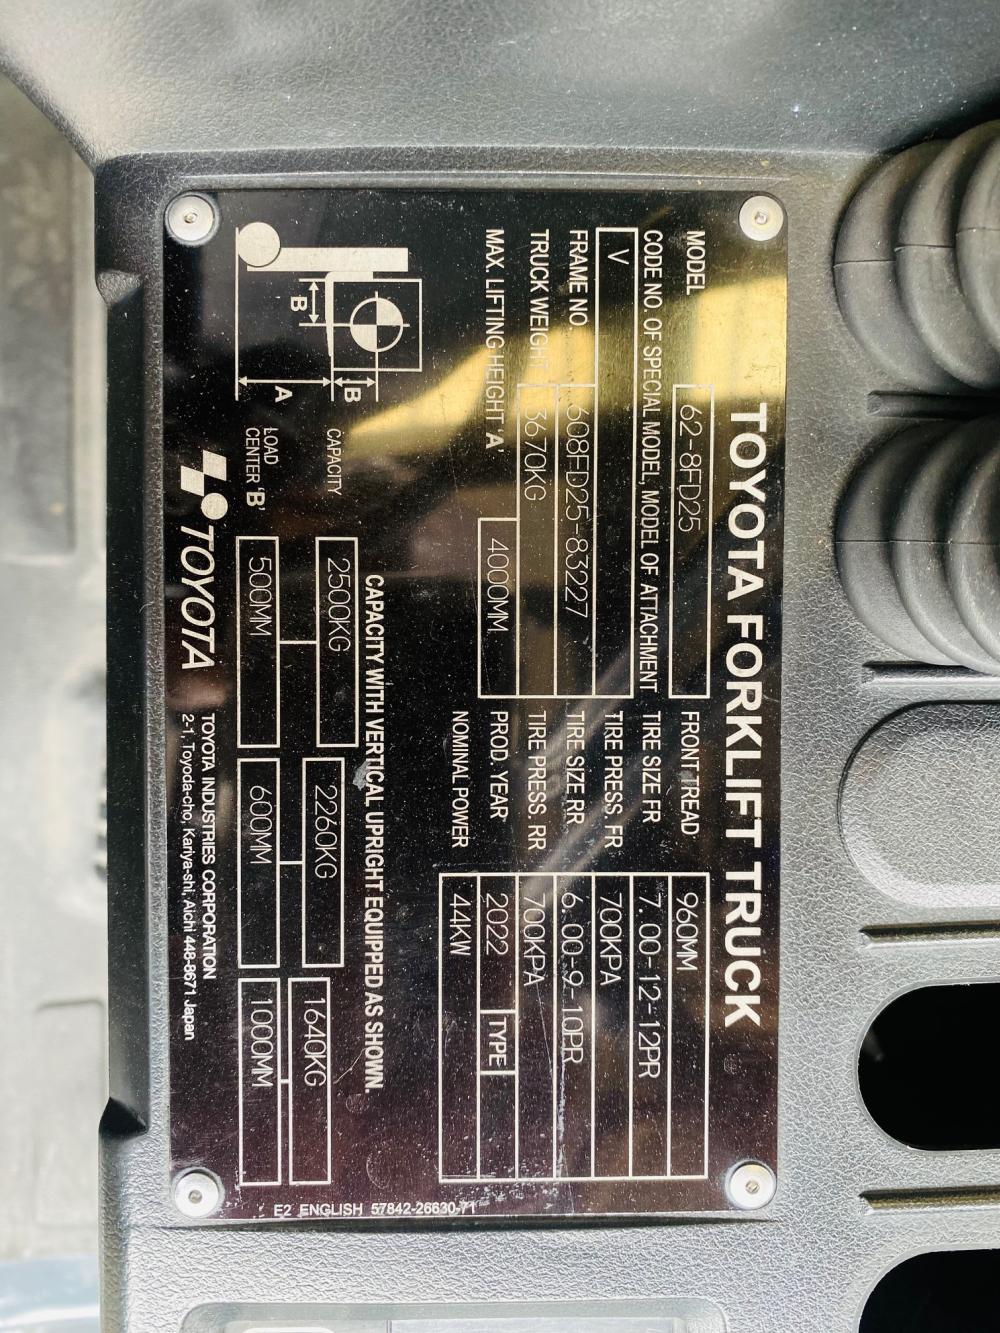 TOYOTA FORKLIFT TRUCK
MODEL 62-8FD25
CODE NO. OF SPECIAL MODEL, MODEL OF ATTACHMENT
V
FRAME NO. 608FD25-83227
TRUCK WEIGHT 3670KG
MAX. LIFTING HEIGHT 'A' 4000MM
FRONT TREAD 960MM
TIRE SIZE FR 7.00-12-12PR
TIRE PRESS. FR 700KPA
TIRE SIZE RR 6.00-9-10PR
TIRE PRESS. RR 700KPA
PROD. YEAR 2022 TYPE
NOMINAL POWER 44KW
CAPACITY WITH VERTICAL UPRIGHT EQUIPPED AS SHOWN.
B
B
A
CAPACITY 2500KG 2260KG 1640KG
LOAD
CENTER 'B' 500MM 600MM 1000MM
TOYOTA
TOYOTA INDUSTRIES CORPORATION
2-1, Toyoda-cho, Kariya-shi, Aichi 448-8671 Japan
E2 ENGLISH 57842-26630-71